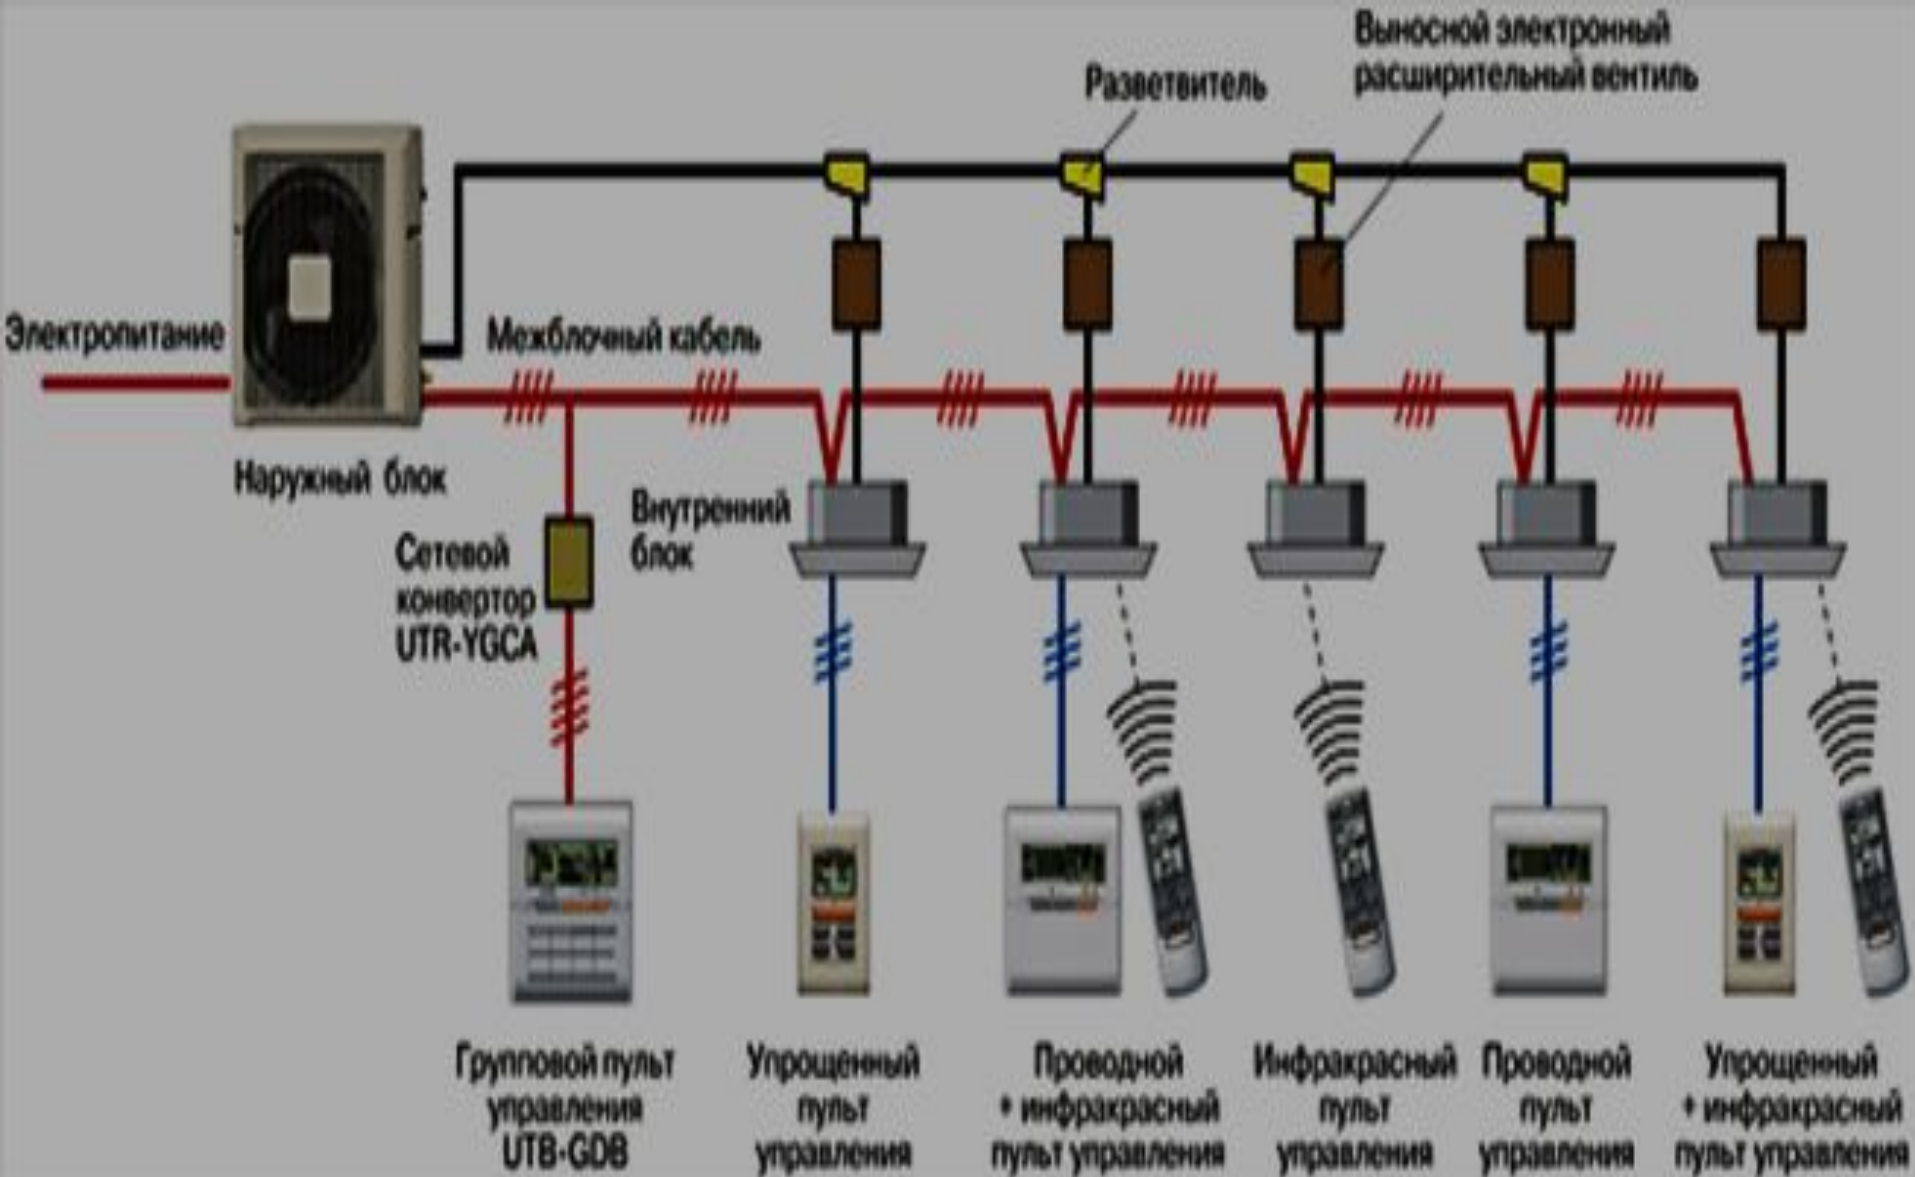 Выносной электронный
расширительный вентиль
Разветвитель
Электропитание
Межблочный кабель
Наружный блок
Внутренний
блок
Сетевой
конвертор
UTR-YGCA
Групповой пульт
управления
UTB-GDB
Упрощенный
пульт
управления
Проводной
+ инфракрасный
пульт управления
Инфракрасный
пульт
управления
Проводной
пульт
управления
Упрощенный
+ инфракрасный
пульт управления